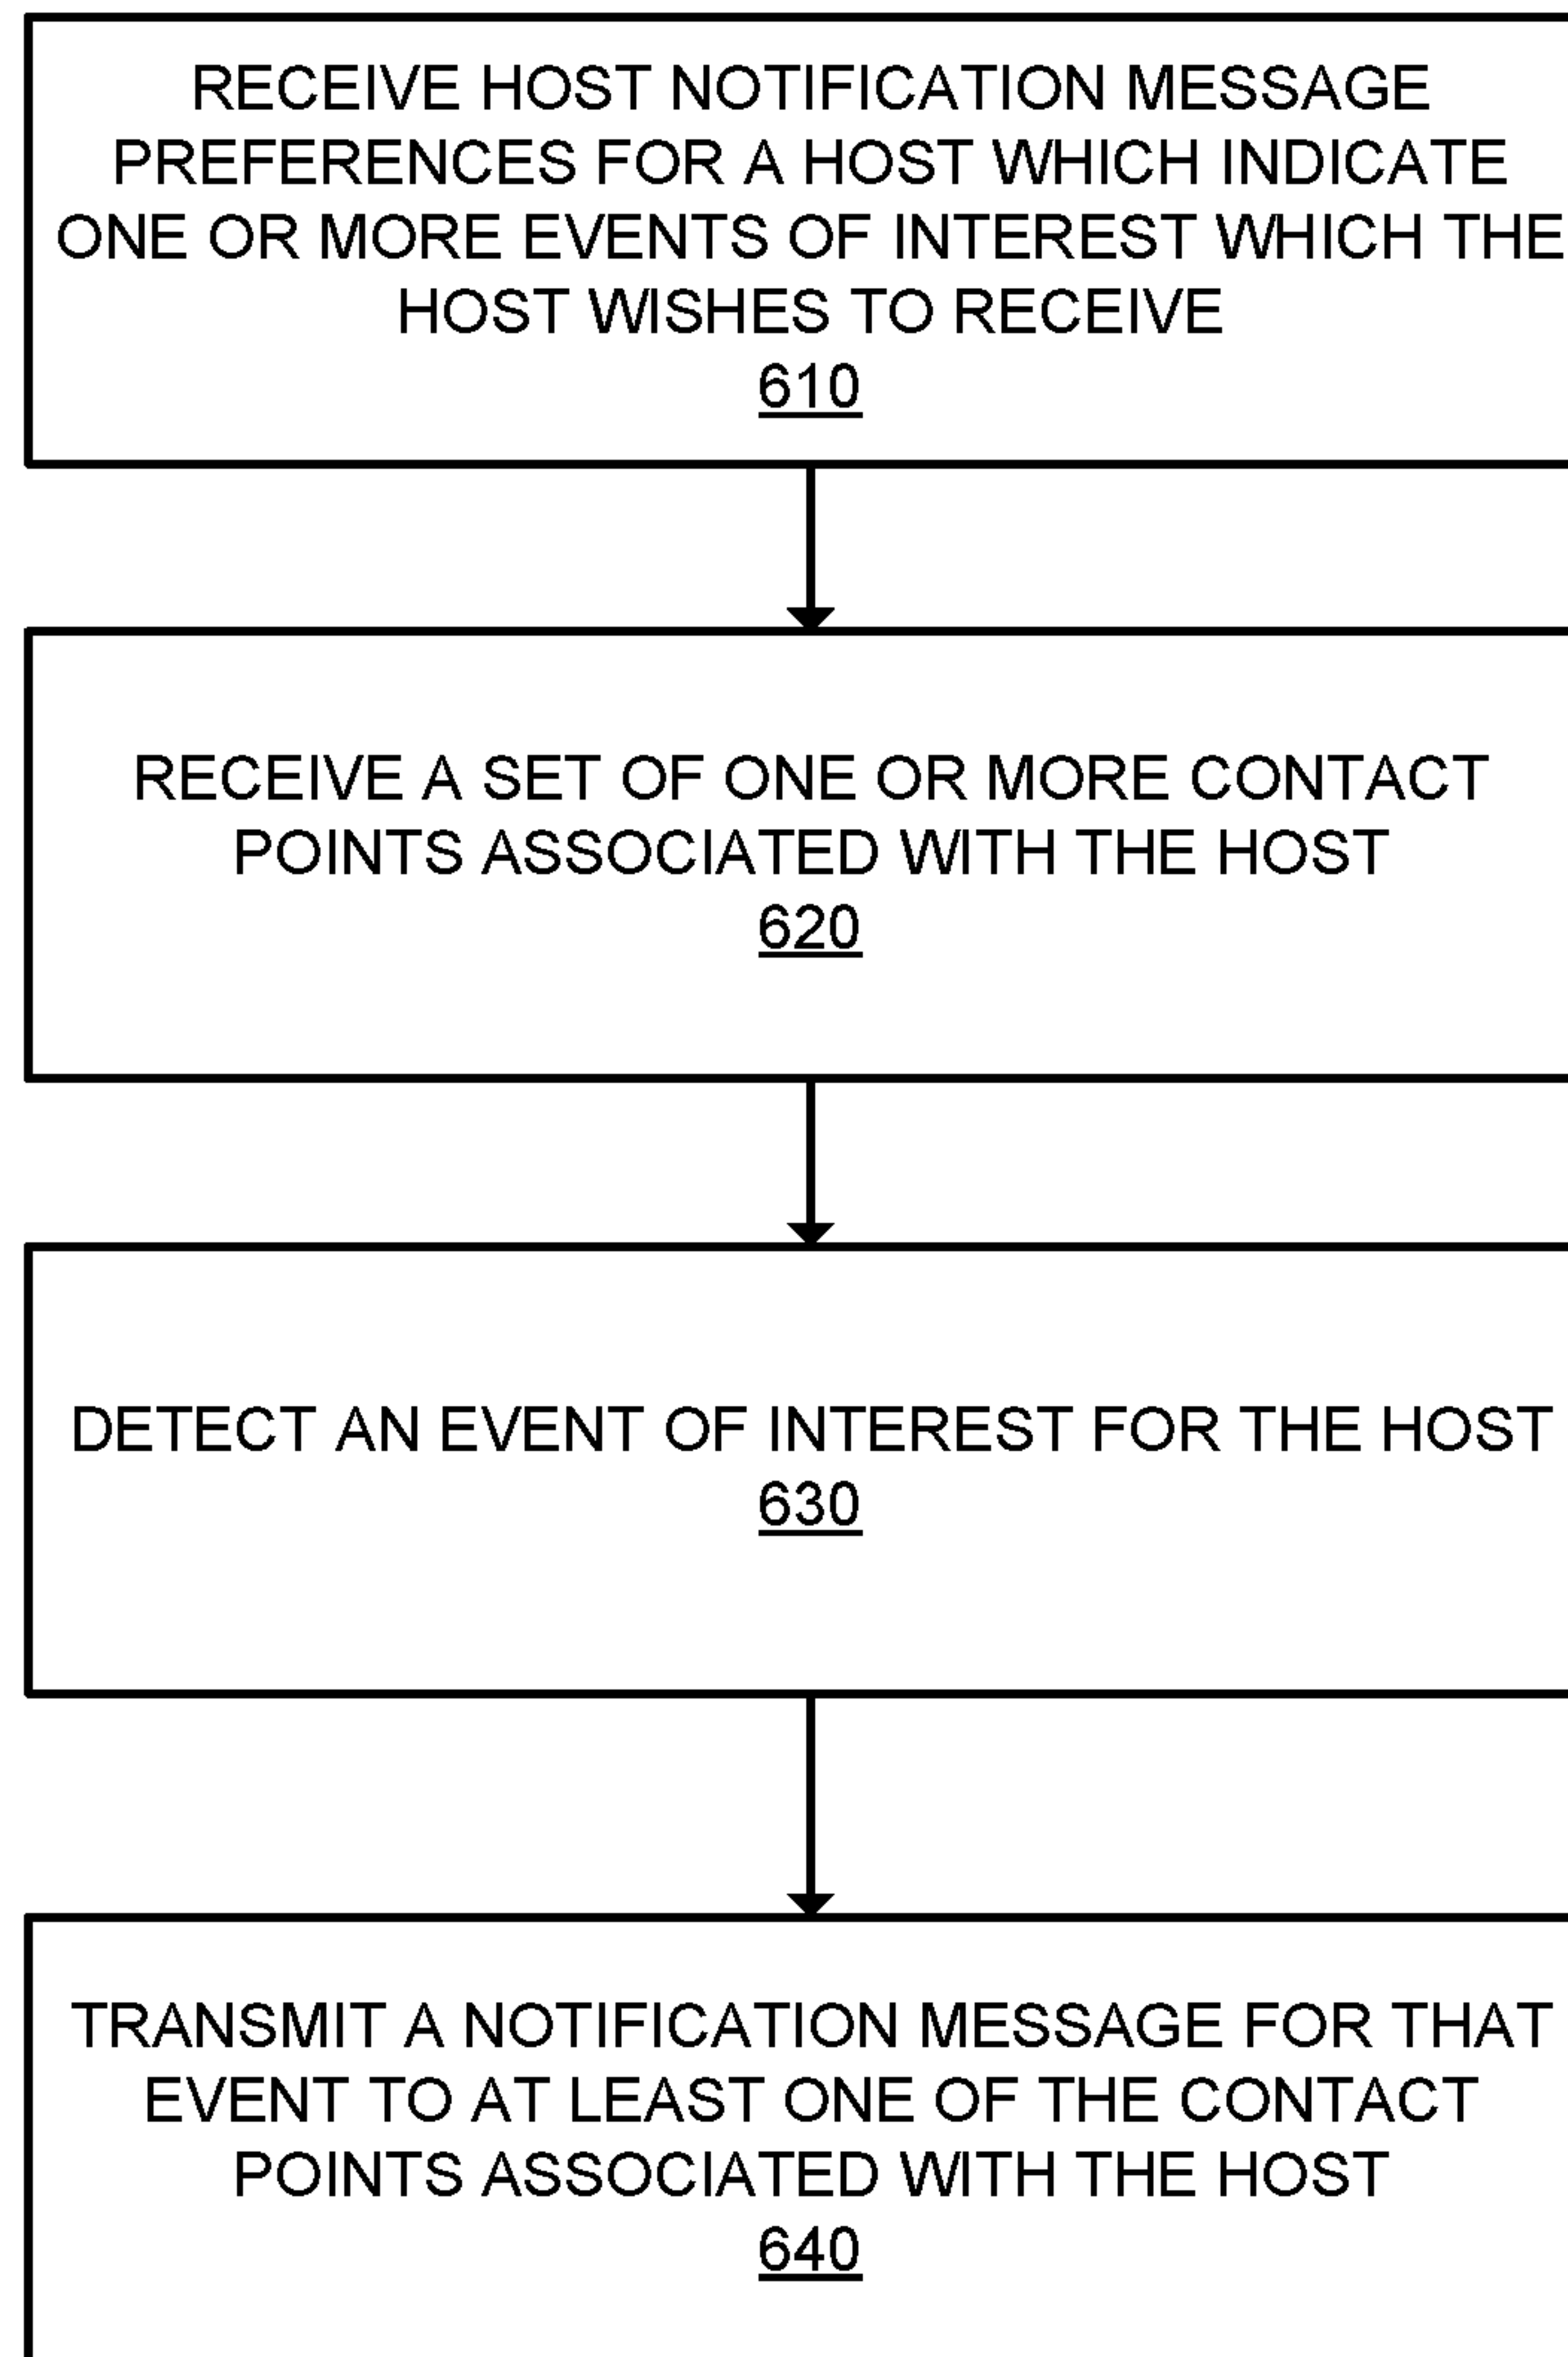 RECEIVE HOST NOTIFICATION MESSAGE
PREFERENCES FOR A HOST WHICH INDICATE
ONE OR MORE EVENTS OF INTEREST WHICH THE
HOST WISHES TO RECEIVE
610
RECEIVE A SET OF ONE OR MORE CONTACT
POINTS ASSOCIATED WITH THE HOST
620
DETECT AN EVENT OF INTEREST FOR THE HOST
630
TRANSMIT A NOTIFICATION MESSAGE FOR THAT
EVENT TO AT LEAST ONE OF THE CONTACT
POINTS ASSOCIATED WITH THE HOST
640